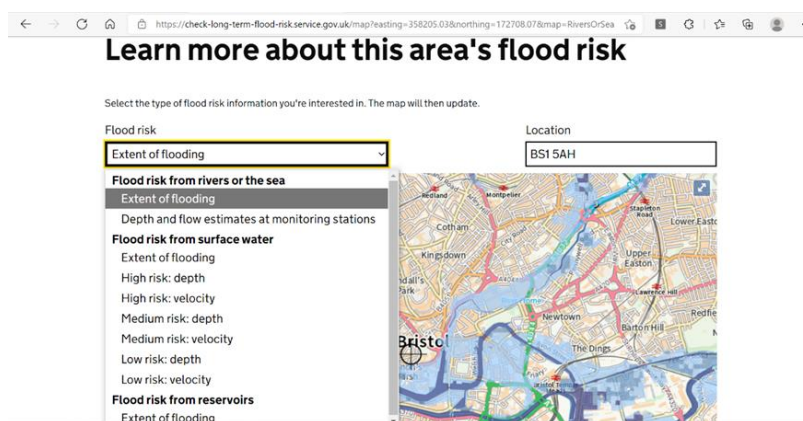 https://check-long-term-flood-risk.service.gov.uk/map?easting=358205.03&northing=172708.07&map=RiversOrSea
Learn more about this area's flood risk
Select the type of flood risk information you're interested in. The map will then update.
Flood risk
Location
Extent of flooding
BS1 5AH
Flood risk from rivers or the sea
Extent of flooding
Depth and flow estimates at monitoring stations
Flood risk from surface water
Extent of flooding
High risk: depth
High risk: velocity
Medium risk: depth
Medium risk: velocity
Low risk: depth
Low risk: velocity
Flood risk from reservoirs
Extent of flooding
Redland
Montpelier
Stapleton
Road
Lower Easto
Cotham
City Road
Kingsdown
Upper
Easton
Lawrence Hill
Newtown
Redfie
Barton Hill
Bristol
The Dings